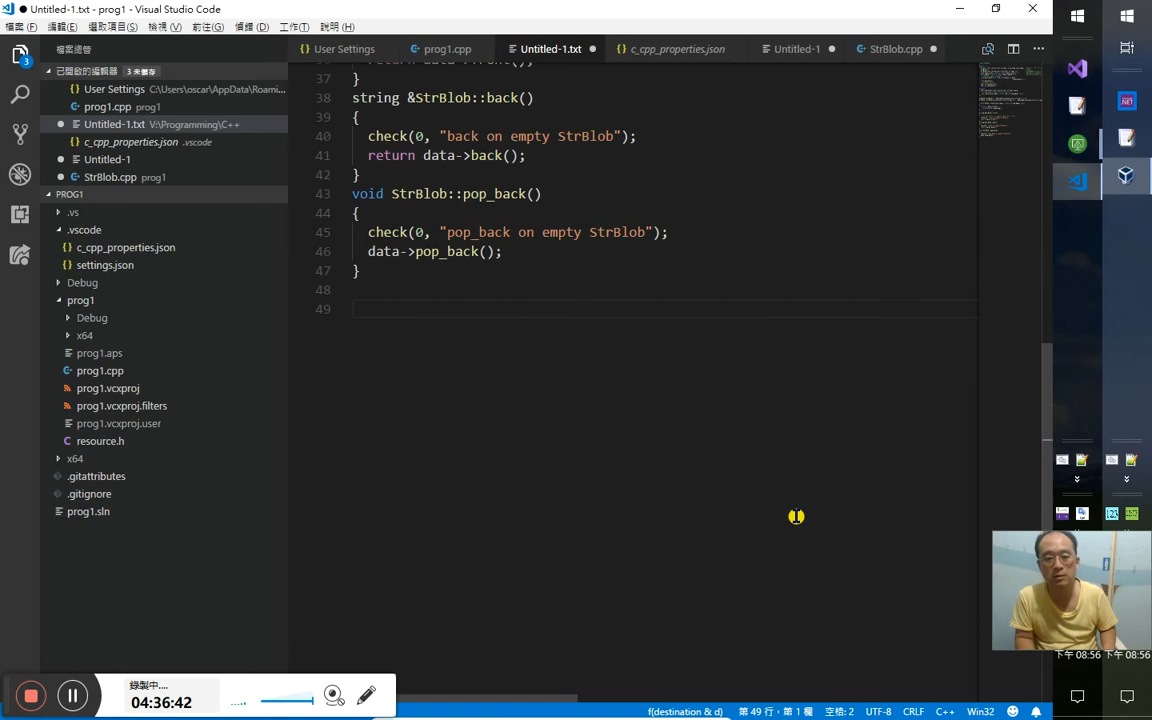 Untitled-1.txt - prog1 - Visual Studio Code
檔案 (F) 編輯(E) 選取項目(S) 檢視 (V) 前往(G) 偵錯 (D) 工作(T) 說明 (H)
檔案總管
User Settings prog1.cpp Untitled-1.txt c_cpp_properties.json Untitled-1 StrBlob.cpp
已開啟的編輯器 3 未儲存
User Settings C:\Users\oscar\AppData\Roami...
prog1.cpp prog1
Untitled-1.txt V:\Programming\C++
c_cpp_properties.json .vscode
Untitled-1
StrBlob.cpp prog1
PROG1
.vs
.vscode
c_cpp_properties.json
settings.json
Debug
prog1
Debug
x64
prog1.aps
prog1.cpp
prog1.vcxproj
prog1.vcxproj.filters
prog1.vcxproj.user
resource.h
x64
.gitattributes
.gitignore
prog1.sln
37 }
38 string &StrBlob::back()
39 {
40 check(0, "back on empty StrBlob");
41 return data->back();
42 }
43 void StrBlob::pop_back()
44 {
45 check(0, "pop_back on empty StrBlob");
46 data->pop_back();
47 }
48
49
3
.NET
123
下午 08:56 下午 08:56
錄製中....
04:36:42
f(destination & d) 第 49 行，第 1 欄 空格: 2 UTF-8 CRLF C++ Win32